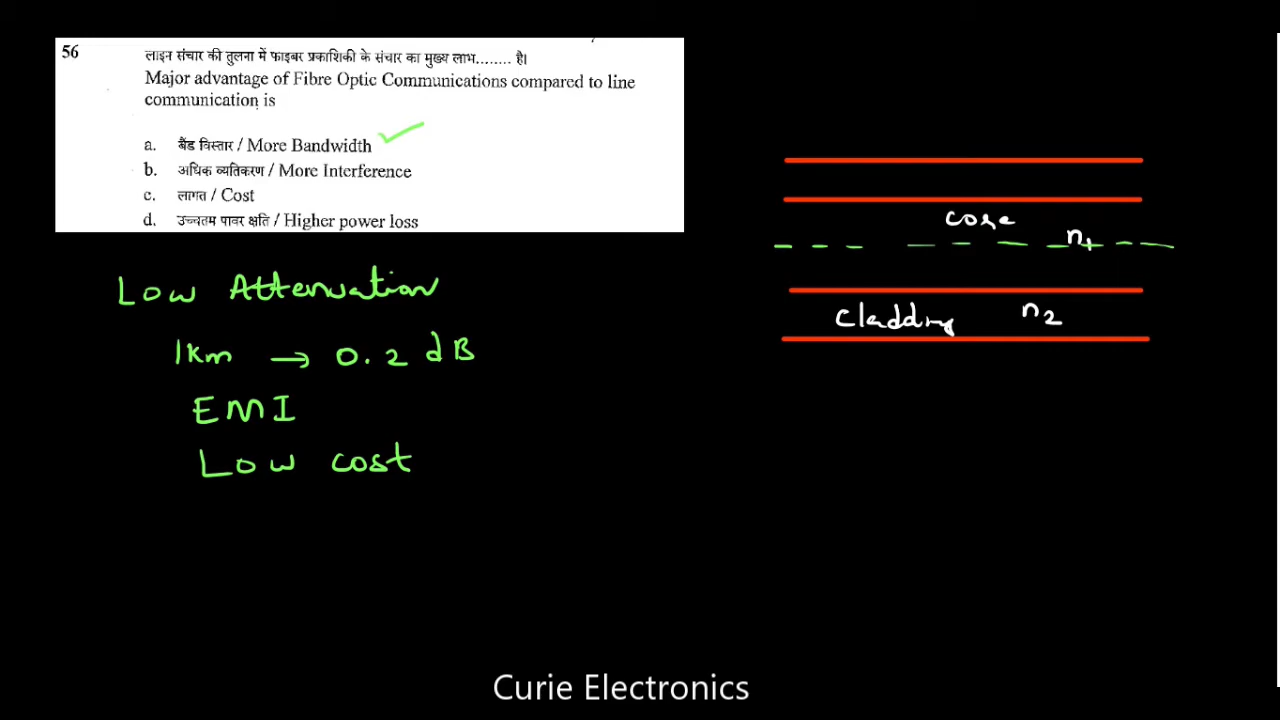 56
लाइन संचार की तुलना में फाइबर प्रकाशिकी के संचार का मुख्य लाभ........ है।
Major advantage of Fibre Optic Communications compared to line
communication is
a. बैंड विस्तार / More Bandwidth
b. अधिक व्यतिकरण / More Interference
c. लागत / Cost
d. उच्चतम पावर क्षति / Higher power loss
core
n1
Cladding n2
Low Attenuation
1km → 0.2 dB
EMI
Low cost
Curie Electronics